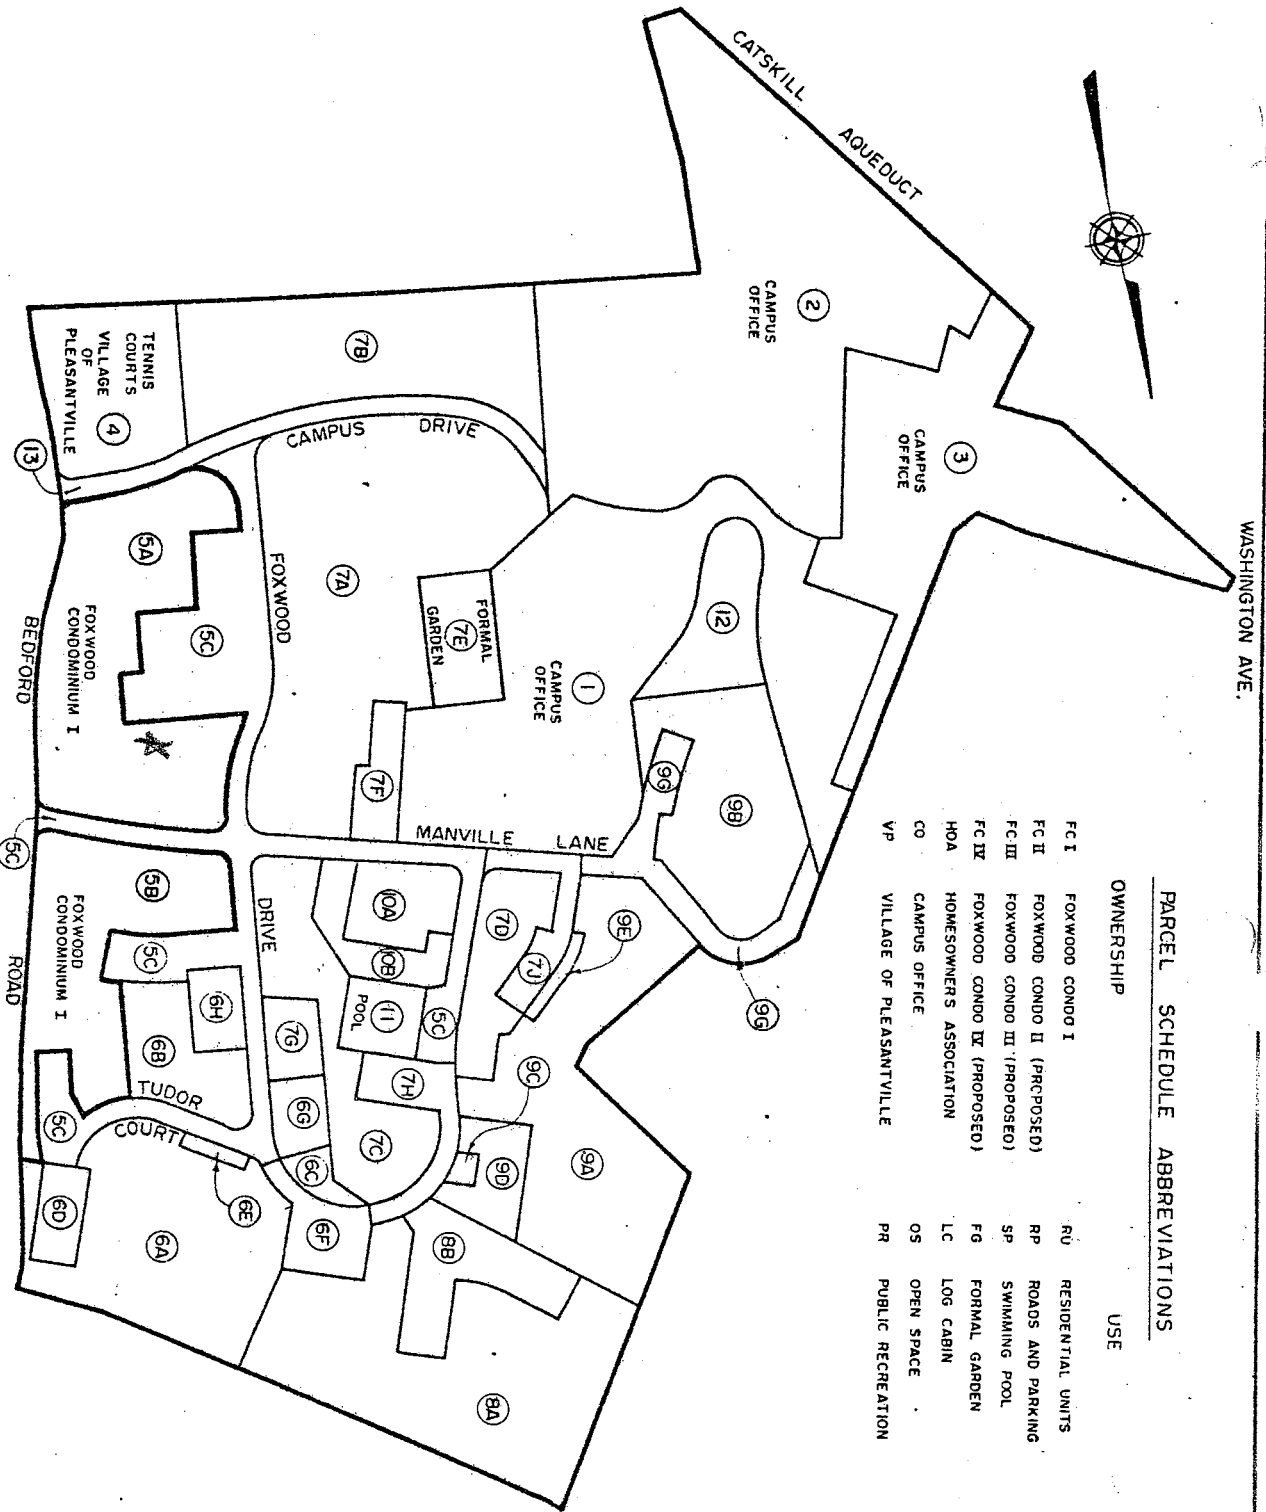 WASHINGTON AVE.
CATSKILL AQUEDUCT
PARCEL SCHEDULE ABBREVIATIONS
OWNERSHIP USE
FC I FOXWOOD CONDO I
FC II FOXWOOD CONDO II (PROPOSED)
FC III FOXWOOD CONDO III (PROPOSED)
FC IV FOXWOOD CONDO IV (PROPOSED)
HOA HOMESOWNERS ASSOCIATION
CO CAMPUS OFFICE
VP VILLAGE OF PLEASANTVILLE
RU RESIDENTIAL UNITS
RP ROADS AND PARKING
SP SWIMMING POOL
FG FORMAL GARDEN
LC LOG CABIN
OS OPEN SPACE
PR PUBLIC RECREATION
2
CAMPUS
OFFICE
3
CAMPUS
OFFICE
12
1
CAMPUS
OFFICE
9G
9B
9G
7B
CAMPUS DRIVE
7A
FORMAL
7E
GARDEN
7F
MANVILLE LANE
TENNIS
COURTS
VILLAGE
OF
PLEASANTVILLE
4
13
5A
5C
FOXWOOD
DRIVE
FOXWOOD
CONDOMINIUM I
BEDFORD
ROAD
5C
5B
FOXWOOD
CONDOMINIUM I
5C
6H
6B
TUDOR
COURT
5C
6D
6E
6A
10A
10B
11
POOL
5C
7D
7J
9E
7G
6G
6C
7H
7C
9C
9D
9A
6F
8B
8A